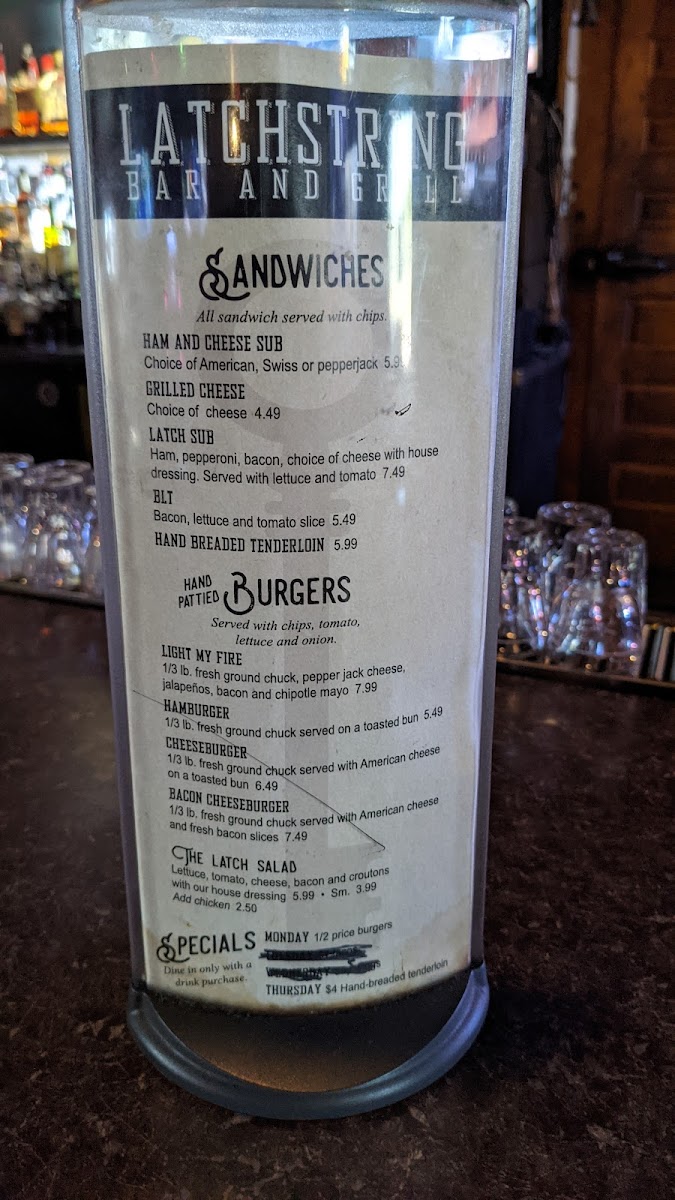 LATCHSTRING
BAR AND GRILL
SANDWICHES
All sandwich served with chips.
HAM AND CHEESE SUB
Choice of American, Swiss or pepperjack 5.99
GRILLED CHEESE
Choice of cheese 4.49
LATCH SUB
Ham, pepperoni, bacon, choice of cheese with house
dressing. Served with lettuce and tomato 7.49
BLT
Bacon, lettuce and tomato slice 5.49
HAND BREADED TENDERLOIN 5.99
HAND
PATTIED BURGERS
Served with chips, tomato,
lettuce and onion.
LIGHT MY FIRE
1/3 lb. fresh ground chuck, pepper jack cheese,
jalapeños, bacon and chipotle mayo 7.99
HAMBURGER
1/3 lb. fresh ground chuck served on a toasted bun 5.49
CHEESEBURGER
1/3 lb. fresh ground chuck served with American cheese
on a toasted bun 6.49
BACON CHEESEBURGER
1/3 lb. fresh ground chuck served with American cheese
and fresh bacon slices 7.49
THE LATCH SALAD
Lettuce, tomato, cheese, bacon and croutons
with our house dressing 5.99 • Sm. 3.99
Add chicken 2.50
SPECIALS
Dine in only with a
drink purchase.
MONDAY 1/2 price burgers
WEDNESDAY
THURSDAY $4 Hand-breaded tenderloin